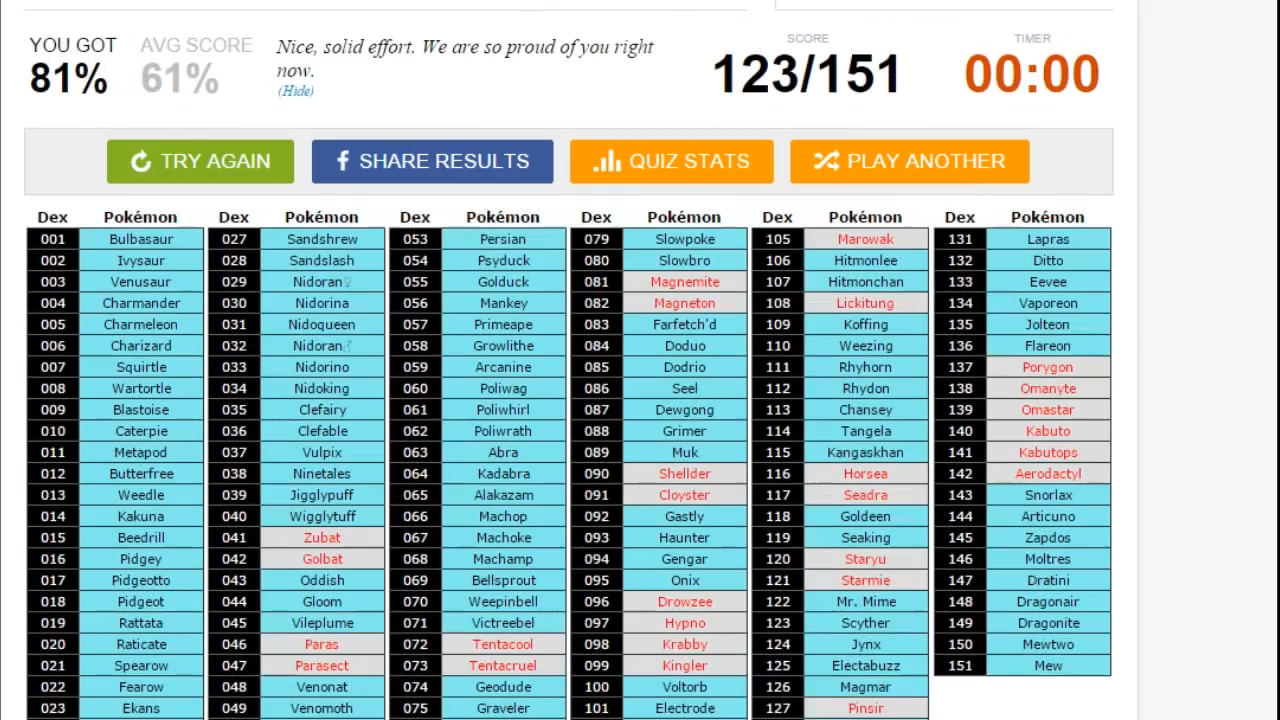 YOU GOT AVG SCORE Nice, solid effort. We are so proud of you right SCORE TIMER
81% 61% now. 123/151 00:00
(Hide)
TRY AGAIN SHARE RESULTS QUIZ STATS PLAY ANOTHER
Dex Pokémon Dex Pokémon Dex Pokémon Dex Pokémon Dex Pokémon Dex Pokémon
001 Bulbasaur 027 Sandshrew 053 Persian 079 Slowpoke 105 Marowak 131 Lapras
002 Ivysaur 028 Sandslash 054 Psyduck 080 Slowbro 106 Hitmonlee 132 Ditto
003 Venusaur 029 Nidoran♀ 055 Golduck 081 Magnemite 107 Hitmonchan 133 Eevee
004 Charmander 030 Nidorina 056 Mankey 082 Magneton 108 Lickitung 134 Vaporeon
005 Charmeleon 031 Nidoqueen 057 Primeape 083 Farfetch'd 109 Koffing 135 Jolteon
006 Charizard 032 Nidoran♂ 058 Growlithe 084 Doduo 110 Weezing 136 Flareon
007 Squirtle 033 Nidorino 059 Arcanine 085 Dodrio 111 Rhyhorn 137 Porygon
008 Wartortle 034 Nidoking 060 Poliwag 086 Seel 112 Rhydon 138 Omanyte
009 Blastoise 035 Clefairy 061 Poliwhirl 087 Dewgong 113 Chansey 139 Omastar
010 Caterpie 036 Clefable 062 Poliwrath 088 Grimer 114 Tangela 140 Kabuto
011 Metapod 037 Vulpix 063 Abra 089 Muk 115 Kangaskhan 141 Kabutops
012 Butterfree 038 Ninetales 064 Kadabra 090 Shellder 116 Horsea 142 Aerodactyl
013 Weedle 039 Jigglypuff 065 Alakazam 091 Cloyster 117 Seadra 143 Snorlax
014 Kakuna 040 Wigglytuff 066 Machop 092 Gastly 118 Goldeen 144 Articuno
015 Beedrill 041 Zubat 067 Machoke 093 Haunter 119 Seaking 145 Zapdos
016 Pidgey 042 Golbat 068 Machamp 094 Gengar 120 Staryu 146 Moltres
017 Pidgeotto 043 Oddish 069 Bellsprout 095 Onix 121 Starmie 147 Dratini
018 Pidgeot 044 Gloom 070 Weepinbell 096 Drowzee 122 Mr. Mime 148 Dragonair
019 Rattata 045 Vileplume 071 Victreebel 097 Hypno 123 Scyther 149 Dragonite
020 Raticate 046 Paras 072 Tentacool 098 Krabby 124 Jynx 150 Mewtwo
021 Spearow 047 Parasect 073 Tentacruel 099 Kingler 125 Electabuzz 151 Mew
022 Fearow 048 Venonat 074 Geodude 100 Voltorb 126 Magmar
023 Ekans 049 Venomoth 075 Graveler 101 Electrode 127 Pinsir